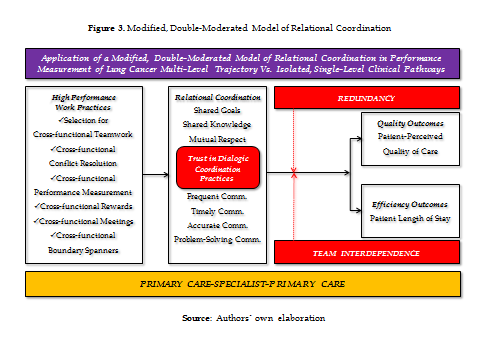 Figure 3. Modified, Double-Moderated Model of Relational Coordination
Application of a Modified, Double-Moderated Model of Relational Coordination in Performance
Measurement of Lung Cancer Multi-Level Trajectory Vs. Isolated, Single-Level Clinical Pathways
High Performance
Work Practices
✓Selection for
Cross-functional Teamwork
✓Cross-functional
Conflict Resolution
✓Cross-functional
Performance Measurement
✓Cross-functional Rewards
✓Cross-functional Meetings
✓Cross-functional
Boundary Spanners
Relational Coordination
Shared Goals
Shared Knowledge
Mutual Respect
Trust in Dialogic
Coordination
Practices
Frequent Comm.
Timely Comm.
Accurate Comm.
Problem-Solving Comm.
REDUNDANCY
Quality Outcomes
Patient-Perceived
Quality of Care
Efficiency Outcomes
Patient Length of Stay
TEAM INTERDEPENDENCE
PRIMARY CARE-SPECIALIST-PRIMARY CARE
Source: Authors´ own elaboration